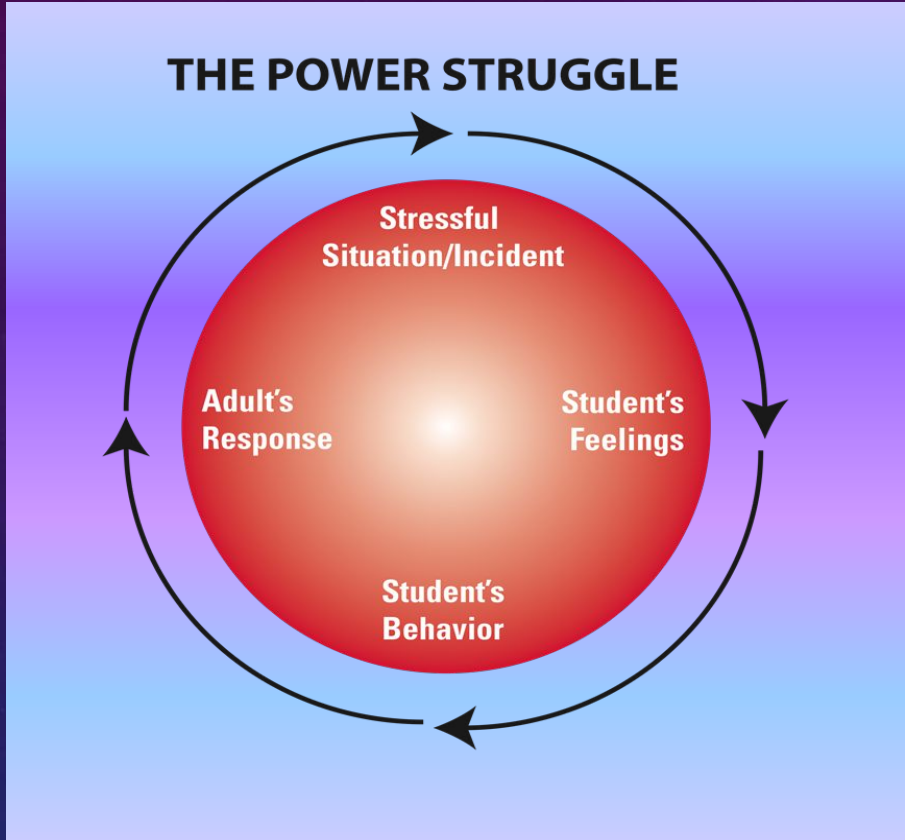 THE POWER STRUGGLE
Stressful
Situation/Incident
Student's
Feelings
Student's
Behavior
Adult's
Response